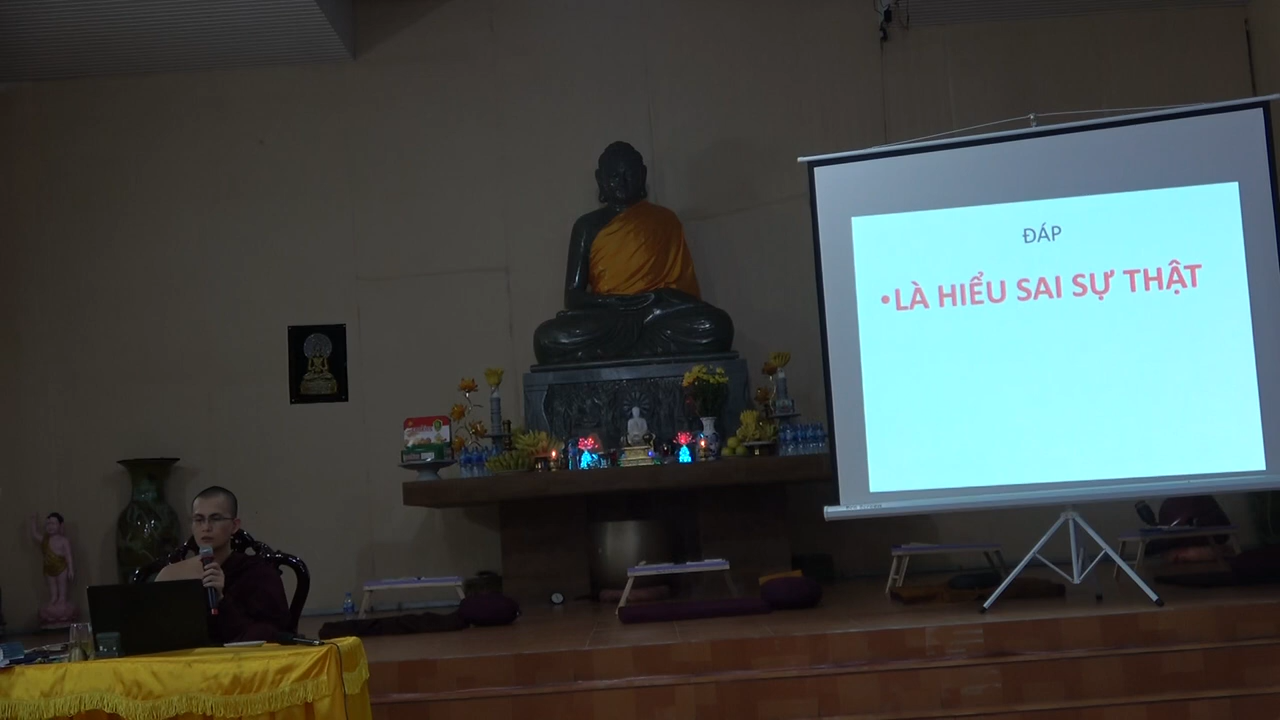 ĐÁP
•LÀ HIỂU SAI SỰ THẬT